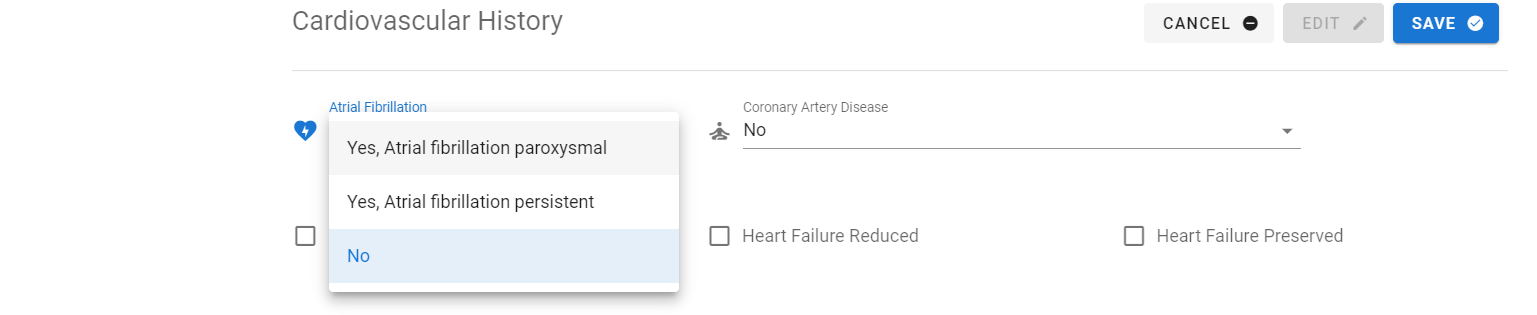 Cardiovascular History
CANCEL
EDIT
SAVE
Atrial Fibrillation
Yes, Atrial fibrillation paroxysmal
Yes, Atrial fibrillation persistent
No
Coronary Artery Disease
No
Heart Failure Reduced
Heart Failure Preserved